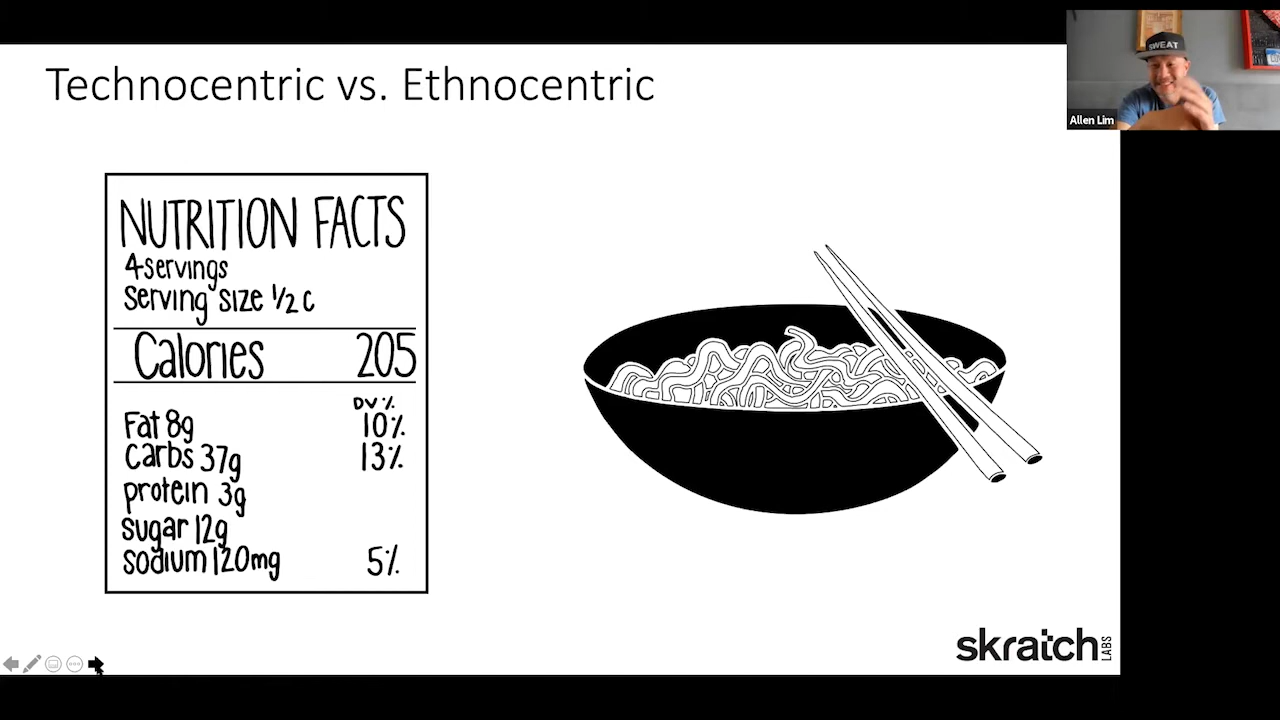 Technocentric vs. Ethnocentric
SWEAT
Allen Lim
NUTRITION FACTS
4 servings
Serving size 1/2 c
Calories 205
DV%
Fat 8g 10%
Carbs 37g 13%
protein 3g
sugar 12g
sodium 120mg 5%
skratch LABS